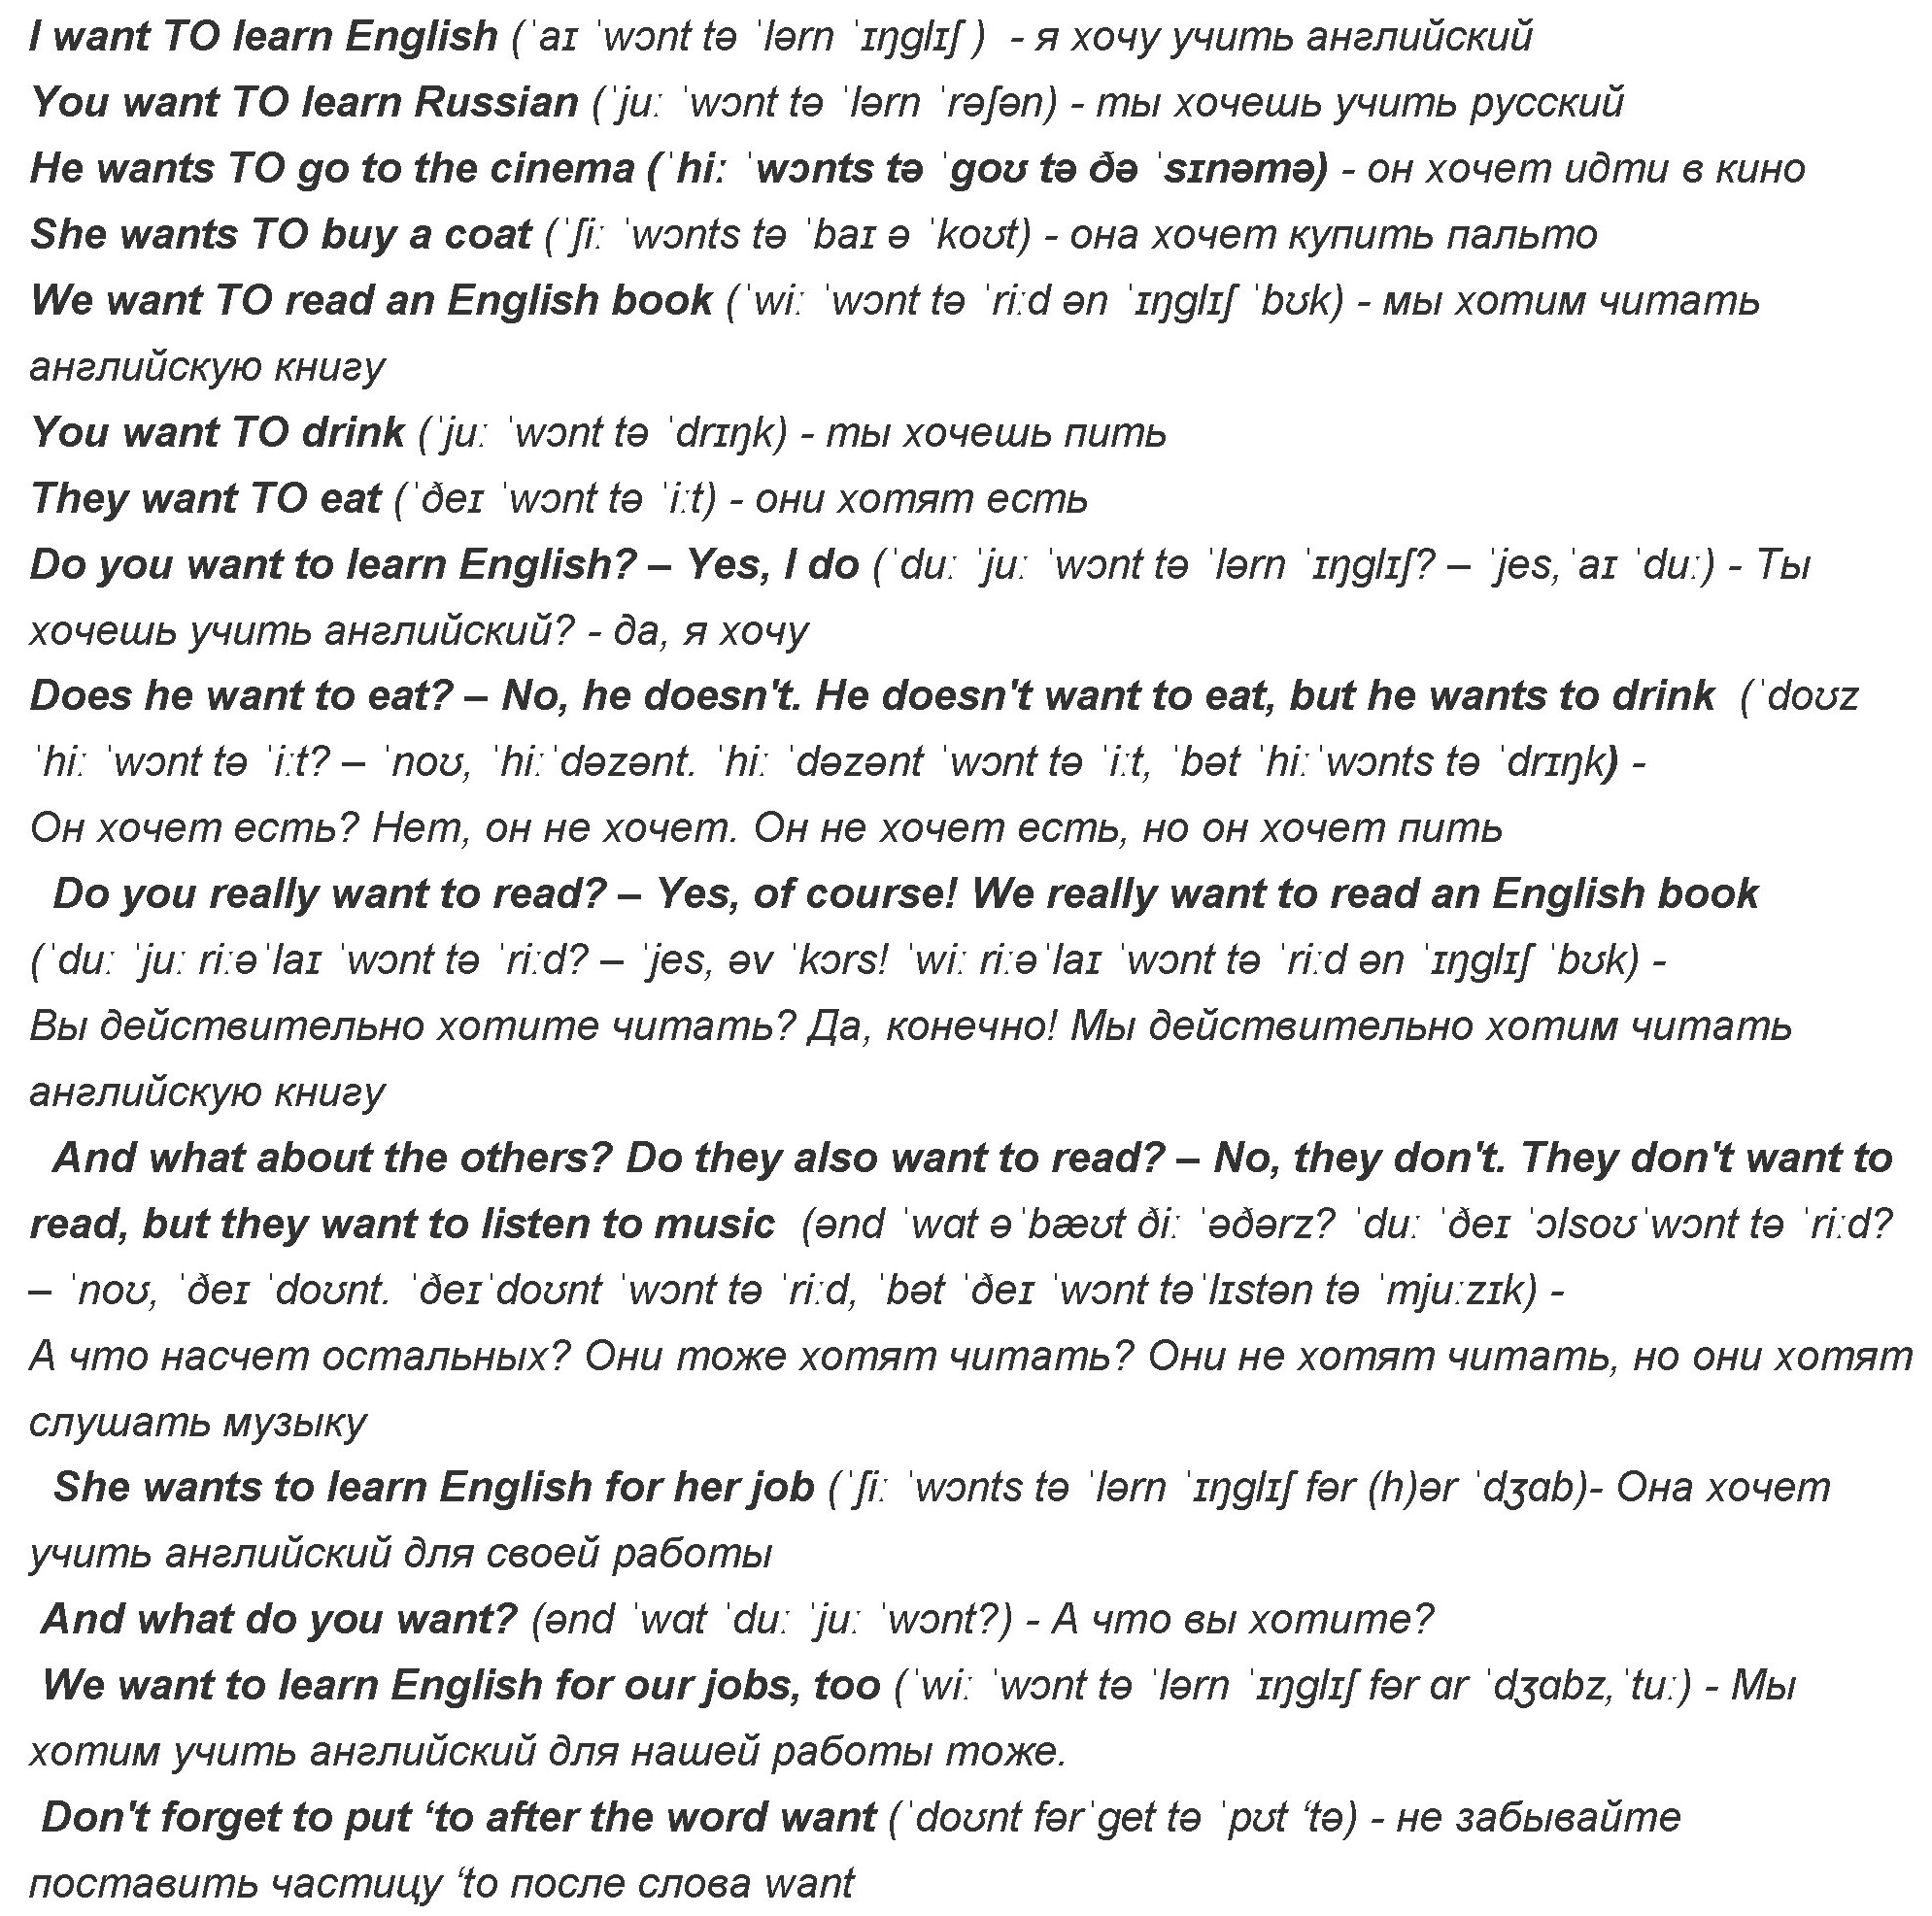 I want TO learn English (ˈaɪ ˈwɔnt tə ˈlərn ˈɪŋglɪʃ )  - я хочу учить английский
You want TO learn Russian (ˈjuː ˈwɔnt tə ˈlərn ˈrəʃən) - ты хочешь учить русский
He wants TO go to the cinema (ˈhiː ˈwɔnts tə ˈgoʊ tə ðə ˈsɪnəmə) - он хочет идти в кино
She wants TO buy a coat (ˈʃiː ˈwɔnts tə ˈbaɪ ə ˈkoʊt) - она хочет купить пальто
We want TO read an English book (ˈwiː ˈwɔnt tə ˈriːd ən ˈɪŋglɪʃ ˈbʊk) - мы хотим читать
английскую книгу
You want TO drink (ˈjuː ˈwɔnt tə ˈdrɪŋk) - ты хочешь пить
They want TO eat (ˈðeɪ ˈwɔnt tə ˈiːt) - они хотят есть
Do you want to learn English? – Yes, I do (ˈduː ˈjuː ˈwɔnt tə ˈlərn ˈɪŋglɪʃ? – ˈjes,ˈaɪ ˈduː) - Ты
хочешь учить английский? - да, я хочу
Does he want to eat? – No, he doesn't. He doesn't want to eat, but he wants to drink  (ˈdoʊz
ˈhiː ˈwɔnt tə ˈiːt? – ˈnoʊ, ˈhiːˈdəzənt. ˈhiː ˈdəzənt ˈwɔnt tə ˈiːt, ˈbət ˈhiːˈwɔnts tə ˈdrɪŋk) -
Он хочет есть? Нет, он не хочет. Он не хочет есть, но он хочет пить
Do you really want to read? – Yes, of course! We really want to read an English book
(ˈduː ˈjuː riːəˈlaɪ ˈwɔnt tə ˈriːd? – ˈjes, əv ˈkɔrs! ˈwiː riːəˈlaɪ ˈwɔnt tə ˈriːd ən ˈɪŋglɪʃ ˈbʊk) -
Вы действительно хотите читать? Да, конечно! Мы действительно хотим читать
английскую книгу
And what about the others? Do they also want to read? – No, they don't. They don't want to
read, but they want to listen to music  (ənd ˈwɑt əˈbæʊt ðiː ˈəðərz? ˈduː ˈðeɪ ˈɔlsoʊˈwɔnt tə ˈriːd?
– ˈnoʊ, ˈðeɪ ˈdoʊnt. ˈðeɪˈdoʊnt ˈwɔnt tə ˈriːd, ˈbət ˈðeɪ ˈwɔnt təˈlɪstən tə ˈmjuːzɪk) -
А что насчет остальных? Они тоже хотят читать? Они не хотят читать, но они хотят
слушать музыку
She wants to learn English for her job (ˈʃiː ˈwɔnts tə ˈlərn ˈɪŋglɪʃ fər (h)ər ˈdʒɑb)- Она хочет
учить английский для своей работы
And what do you want? (ənd ˈwɑt ˈduː ˈjuː ˈwɔnt?) - А что вы хотите?
We want to learn English for our jobs, too (ˈwiː ˈwɔnt tə ˈlərn ˈɪŋglɪʃ fər ɑr ˈdʒɑbz,ˈtuː) - Мы
хотим учить английский для нашей работы тоже.
Don't forget to put ‘to after the word want (ˈdoʊnt fərˈget tə ˈpʊt ‘tə) - не забывайте
поставить частицу ‘to после слова want